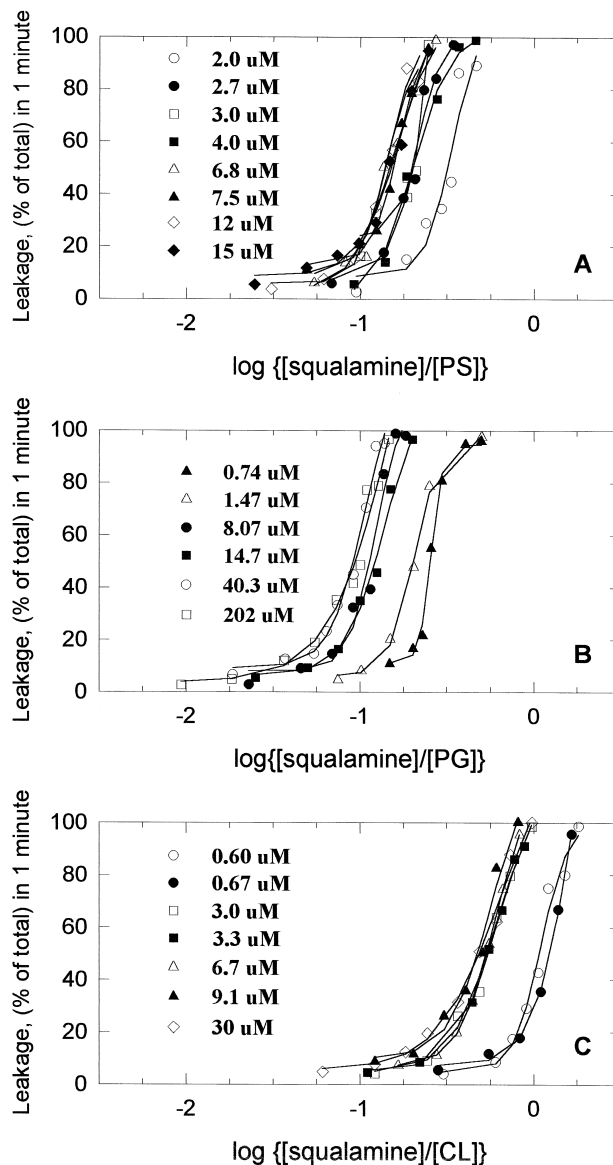 Leakage, (% of total) in 1 minute
100
80
60
40
20
0
2.0 uM
2.7 uM
3.0 uM
4.0 uM
6.8 uM
7.5 uM
12 uM
15 uM
A
-2
-1
0
log {[squalamine]/[PS]}
Leakage, (% of total) in 1 minute
100
80
60
40
20
0
0.74 uM
1.47 uM
8.07 uM
14.7 uM
40.3 uM
202 uM
B
-2
-1
0
log{[squalamine]/[PG]}
Leakage, (% of total) in 1 minute
100
80
60
40
20
0
0.60 uM
0.67 uM
3.0 uM
3.3 uM
6.7 uM
9.1 uM
30 uM
C
-2
-1
0
log {[squalamine]/[CL]}